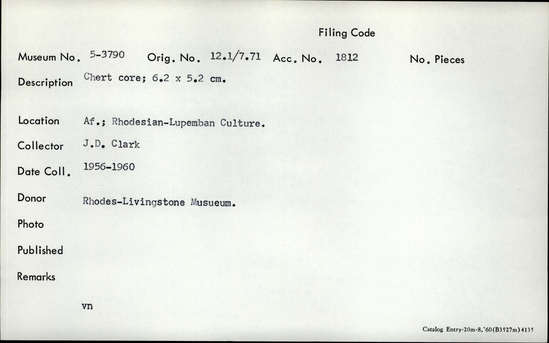 Filing Code
Museum No. 5-3790 Orig. No. 12.1/7.71 Acc. No. 1812 No. Pieces
Description Chert core; 6.2 x 5.2 cm.
Location Af.; Rhodesian-Lupemban Culture.
Collector J.D. Clark
Date Coll. 1956-1960
Donor Rhodes-Livingstone Musueum.
Photo
Published
Remarks
vn
Catalog Entry-20m-8,'60(B3927m)4135